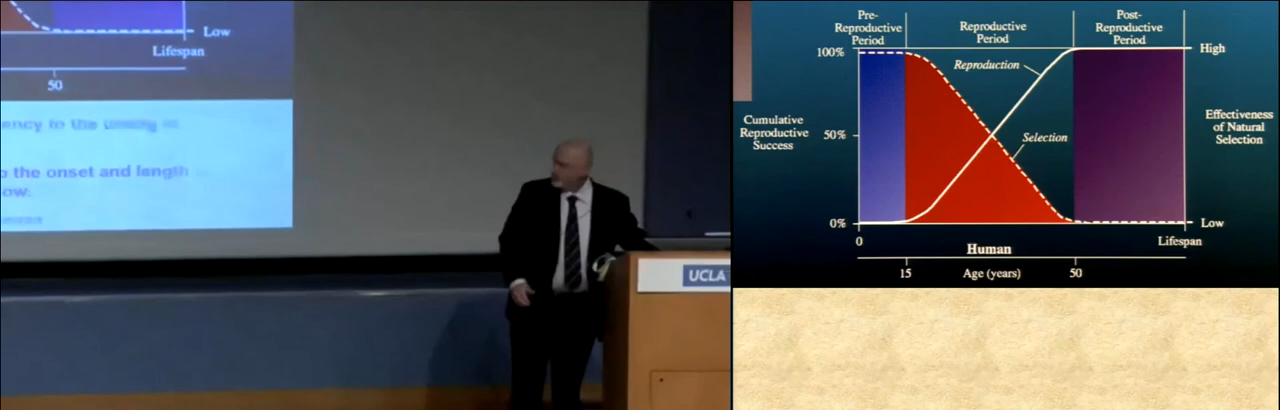 Low
Lifespan
50
ency to the
o the onset and length
ow:
UCLA
Pre-
Reproductive
Period
Reproductive
Period
Post-
Reproductive
Period
100%
High
Reproduction
Cumulative
Reproductive
Success
50%
Selection
Effectiveness
of Natural
Selection
0%
Low
0
Human
Lifespan
15
Age (years)
50